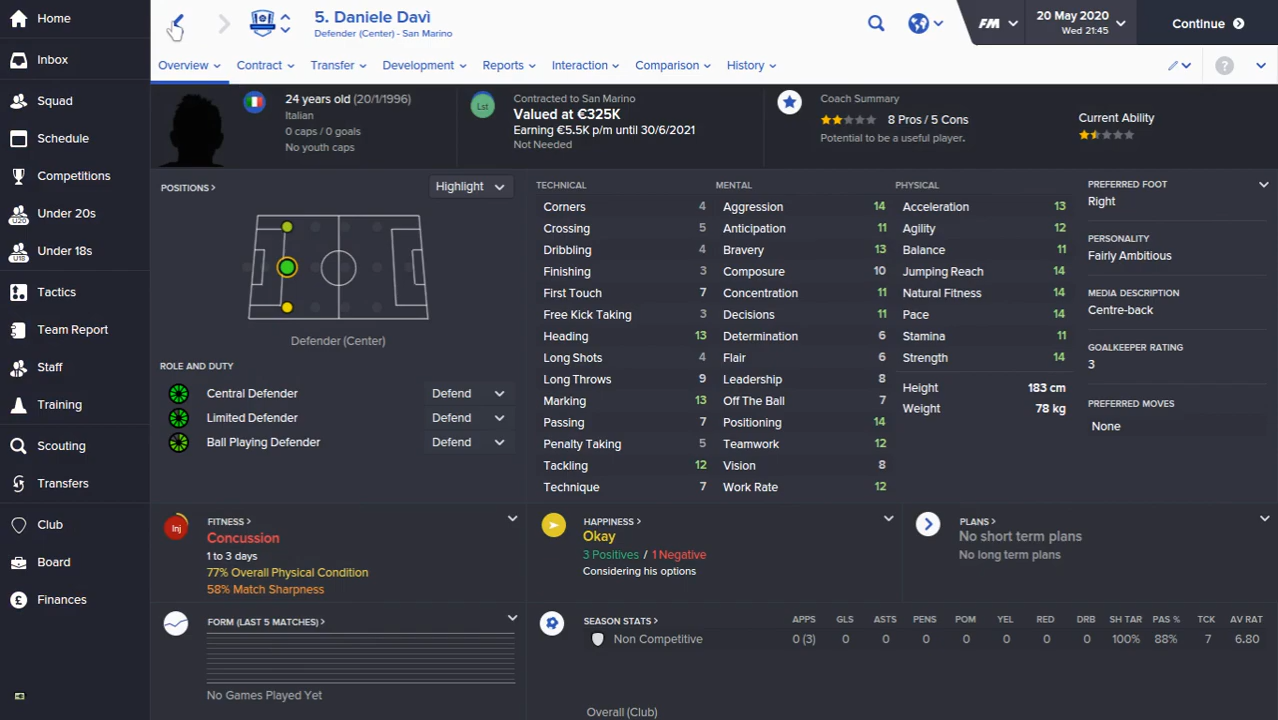 Home
Inbox
Squad
Schedule
Competitions
Under 20s
U20
Under 18s
U18
Tactics
Team Report
Staff
Training
Scouting
Transfers
Club
Board
Finances
5. Daniele Davì
Defender (Center) - San Marino
FM
20 May 2020
Wed 21:45
Continue
Overview
Contract
Transfer
Development
Reports
Interaction
Comparison
History
?
24 years old (20/1/1996)
Italian
0 caps / 0 goals
No youth caps
Lst
Contracted to San Marino
Valued at €325K
Earning €5.5K p/m until 30/6/2021
Not Needed
Coach Summary
8 Pros / 5 Cons
Potential to be a useful player.
Current Ability
POSITIONS >
Highlight
Defender (Center)
ROLE AND DUTY
Central Defender Defend
Limited Defender Defend
Ball Playing Defender Defend
TECHNICAL
Corners 4
Crossing 5
Dribbling 4
Finishing 3
First Touch 7
Free Kick Taking 3
Heading 13
Long Shots 4
Long Throws 9
Marking 13
Passing 7
Penalty Taking 5
Tackling 12
Technique 7
MENTAL
Aggression 14
Anticipation 11
Bravery 13
Composure 10
Concentration 11
Decisions 11
Determination 6
Flair 6
Leadership 8
Off The Ball 7
Positioning 14
Teamwork 12
Vision 8
Work Rate 12
PHYSICAL
Acceleration 13
Agility 12
Balance 11
Jumping Reach 14
Natural Fitness 14
Pace 14
Stamina 11
Strength 14
Height 183 cm
Weight 78 kg
PREFERRED FOOT
Right
PERSONALITY
Fairly Ambitious
MEDIA DESCRIPTION
Centre-back
GOALKEEPER RATING
3
PREFERRED MOVES
None
Inj
FITNESS >
Concussion
1 to 3 days
77% Overall Physical Condition
58% Match Sharpness
HAPPINESS >
Okay
3 Positives / 1 Negative
Considering his options
PLANS >
No short term plans
No long term plans
FORM (LAST 5 MATCHES) >
No Games Played Yet
SEASON STATS > APPS GLS ASTS PENS POM YEL RED DRB SH TAR PAS % TCK AV RAT
Non Competitive 0 (3) 0 0 0 0 0 0 0 100% 88% 7 6.80
Overall (Club)